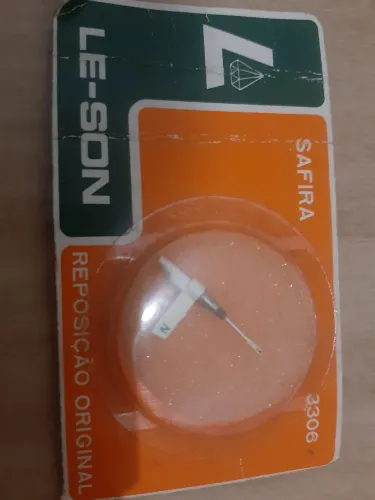 LE-SON
SAFIRA
3306
REPOSIÇÃO ORIGINAL
N